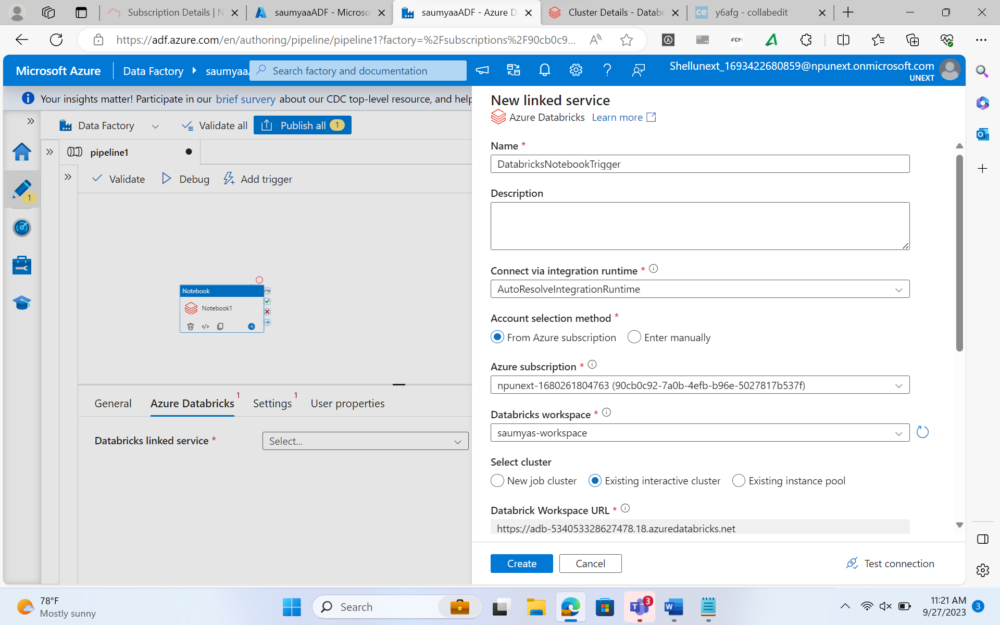 Subscription Details | N
saumyaaADF - Microso
saumyaaADF - Azure D
Cluster Details - Databr
ce y6afg - collabedit
https://adf.azure.com/en/authoring/pipeline/pipeline1?factory=%2Fsubscriptions%2F90cb0c9...
FCM
Microsoft Azure
Data Factory
saumyaa
Search factory and documentation
Shellunext_1693422680859@npunext.onmicrosoft.com
UNEXT
Your insights matter! Participate in our brief survery about our CDC top-level resource, and help
Data Factory
Validate all
Publish all 1
pipeline1
1
Validate
Debug
Add trigger
Notebook
Notebook1
General
Azure Databricks 1
Settings 1
User properties
Databricks linked service *
Select...
New linked service
Azure Databricks Learn more
Name *
DatabricksNotebookTrigger
Description
Connect via integration runtime *
AutoResolveIntegrationRuntime
Account selection method *
From Azure subscription
Enter manually
Azure subscription *
npunext-1680261804763 (90cb0c92-7a0b-4efb-b96e-5027817b537f)
Databricks workspace *
saumyas-workspace
Select cluster
New job cluster
Existing interactive cluster
Existing instance pool
Databrick Workspace URL *
https://adb-534053328627478.18.azuredatabricks.net
Create
Cancel
Test connection
78°F
Mostly sunny
Search
3
11:21 AM
9/27/2023
3